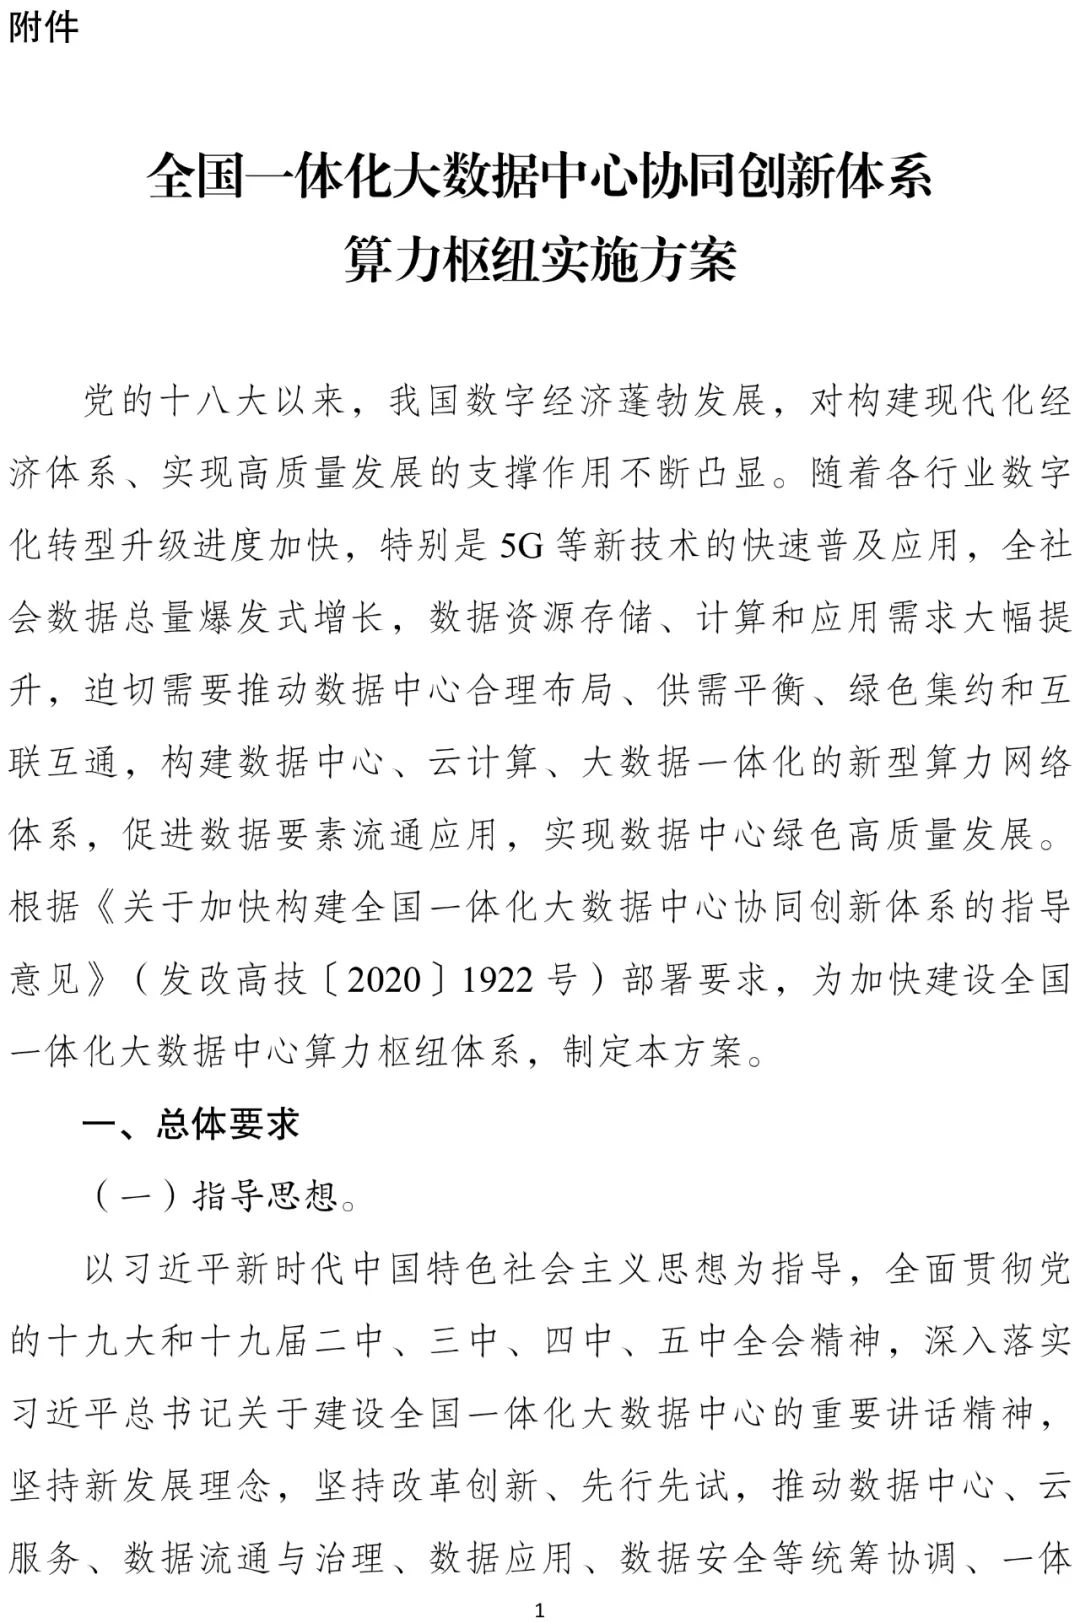 附件
全国一体化大数据中心协同创新体系
算力枢纽实施方案
党的十八大以来，我国数字经济蓬勃发展，对构建现代化经
济体系、实现高质量发展的支撑作用不断凸显。随着各行业数字
化转型升级进度加快，特别是 5G 等新技术的快速普及应用，全社
会数据总量爆发式增长，数据资源存储、计算和应用需求大幅提
升，迫切需要推动数据中心合理布局、供需平衡、绿色集约和互
联互通，构建数据中心、云计算、大数据一体化的新型算力网络
体系，促进数据要素流通应用，实现数据中心绿色高质量发展。
根据《关于加快构建全国一体化大数据中心协同创新体系的指导
意见》（发改高技〔2020〕1922 号）部署要求，为加快建设全国
一体化大数据中心算力枢纽体系，制定本方案。
一、总体要求
（一）指导思想。
以习近平新时代中国特色社会主义思想为指导，全面贯彻党
的十九大和十九届二中、三中、四中、五中全会精神，深入落实
习近平总书记关于建设全国一体化大数据中心的重要讲话精神，
坚持新发展理念，坚持改革创新、先行先试，推动数据中心、云
服务、数据流通与治理、数据应用、数据安全等统筹协调、一体
1